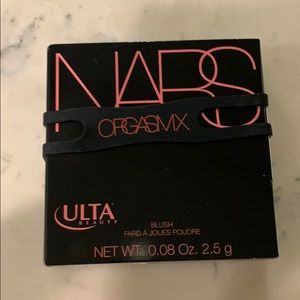 NARS
ORGASM X
ULTA
BEAUTY
BLUSH
FARD À JOUES POUDRE
NET WT. 0.08 Oz. 2.5 g